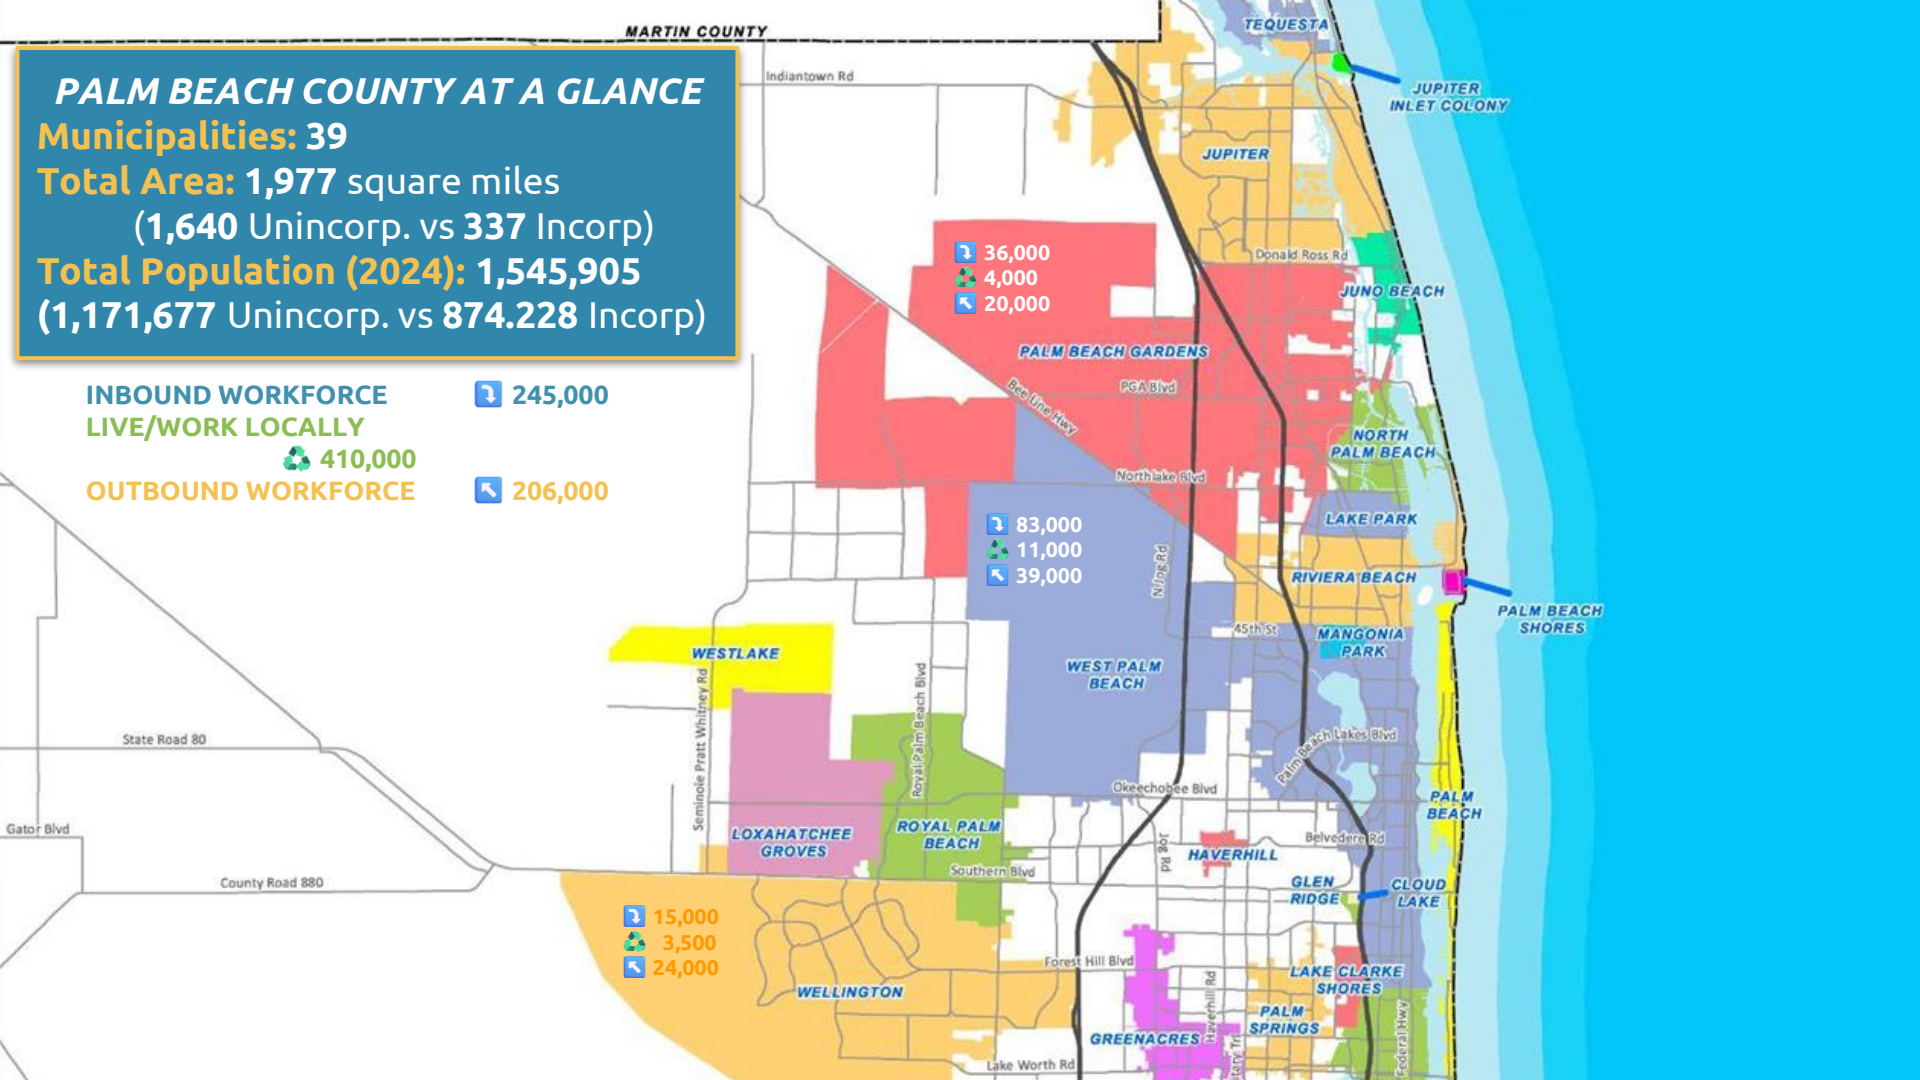 MARTIN COUNTY
TEQUESTA
PALM BEACH COUNTY AT A GLANCE
Municipalities: 39
Total Area: 1,977 square miles
(1,640 Unincorp. vs 337 Incorp)
Total Population (2024): 1,545,905
(1,171,677 Unincorp. vs 874.228 Incorp)
INBOUND WORKFORCE ⤵ 245,000
LIVE/WORK LOCALLY
♻ 410,000
OUTBOUND WORKFORCE ↖ 206,000
Indiantown Rd
JUPITER
INLET COLONY
JUPITER
⤵ 36,000
♻ 4,000
↖ 20,000
Donald Ross Rd
JUNO BEACH
PALM BEACH GARDENS
PGA Blvd
Bee Line Hwy
NORTH
PALM BEACH
Northlake Blvd
LAKE PARK
⤵ 83,000
♻ 11,000
↖ 39,000
N Jog Rd
RIVIERA BEACH
PALM BEACH
SHORES
45th St
MANGONIA
PARK
WESTLAKE
WEST PALM
BEACH
Seminole Pratt Whitney Rd
Royal Palm Beach Blvd
State Road 80
Palm Beach Lakes Blvd
Okeechobee Blvd
PALM
BEACH
Gator Blvd
LOXAHATCHEE
GROVES
ROYAL PALM
BEACH
Jog Rd
Belvedere Rd
HAVERHILL
Southern Blvd
County Road 880
GLEN
RIDGE
CLOUD
LAKE
⤵ 15,000
♻ 3,500
↖ 24,000
Forest Hill Blvd
WELLINGTON
Haverhill Rd
LAKE CLARKE
SHORES
PALM
SPRINGS
GREENACRES
Federal Hwy
Lake Worth Rd